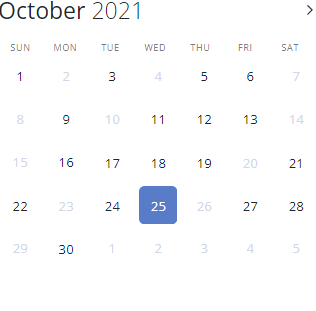 October 2021
SUN MON TUE WED THU FRI SAT
1 2 3 4 5 6 7
8 9 10 11 12 13 14
15 16 17 18 19 20 21
22 23 24 25 26 27 28
29 30 1 2 3 4 5